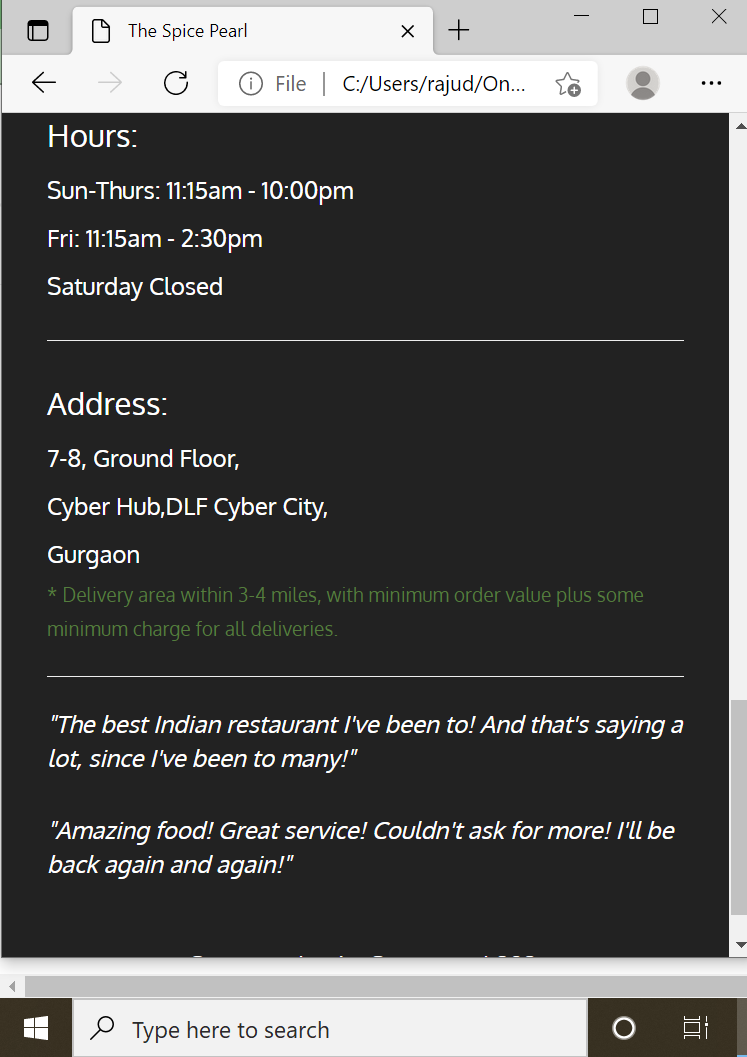 The Spice Pearl
File
C:/Users/rajud/On...
Hours:
Sun-Thurs: 11:15am - 10:00pm
Fri: 11:15am - 2:30pm
Saturday Closed
Address:
7-8, Ground Floor,
Cyber Hub,DLF Cyber City,
Gurgaon
* Delivery area within 3-4 miles, with minimum order value plus some
minimum charge for all deliveries.
"The best Indian restaurant I've been to! And that's saying a
lot, since I've been to many!"
"Amazing food! Great service! Couldn't ask for more! I'll be
back again and again!"
Type here to search